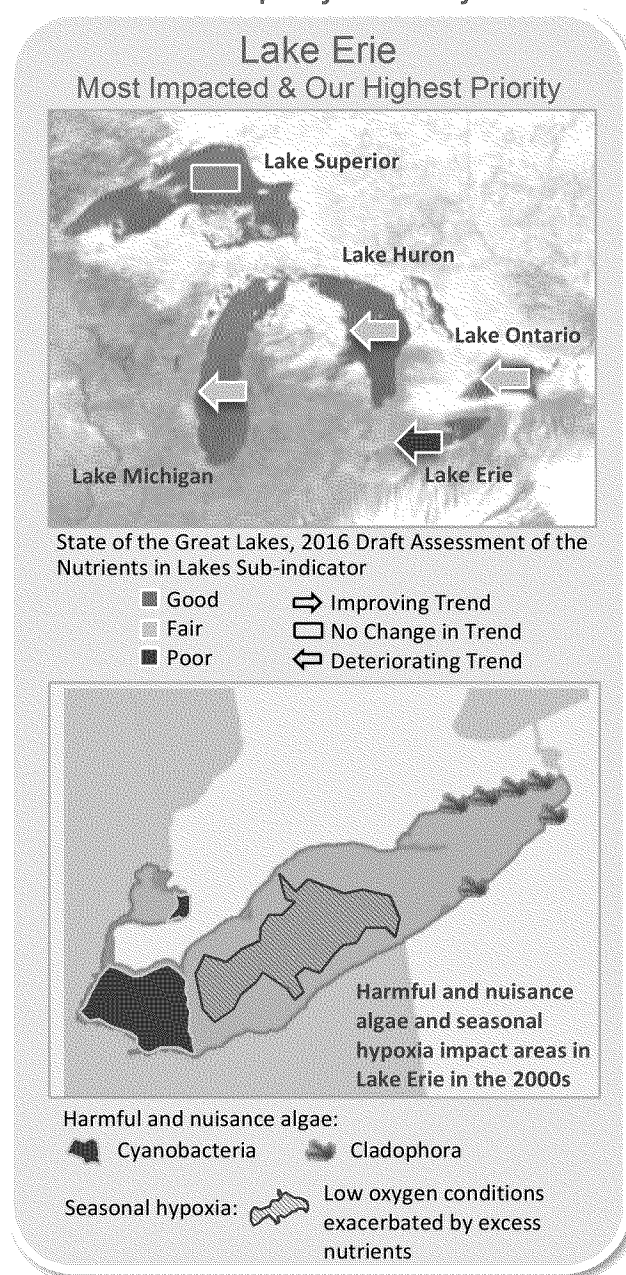 Lake Erie
Most Impacted & Our Highest Priority
Lake Superior
Lake Huron
Lake Ontario
Lake Michigan
Lake Erie
State of the Great Lakes, 2016 Draft Assessment of the
Nutrients in Lakes Sub-indicator
Good
Improving Trend
Fair
No Change in Trend
Poor
Deteriorating Trend
Harmful and nuisance
algae and seasonal
hypoxia impact areas in
Lake Erie in the 2000s
Harmful and nuisance algae:
Cyanobacteria
Cladophora
Seasonal hypoxia:
Low oxygen conditions
exacerbated by excess
nutrients